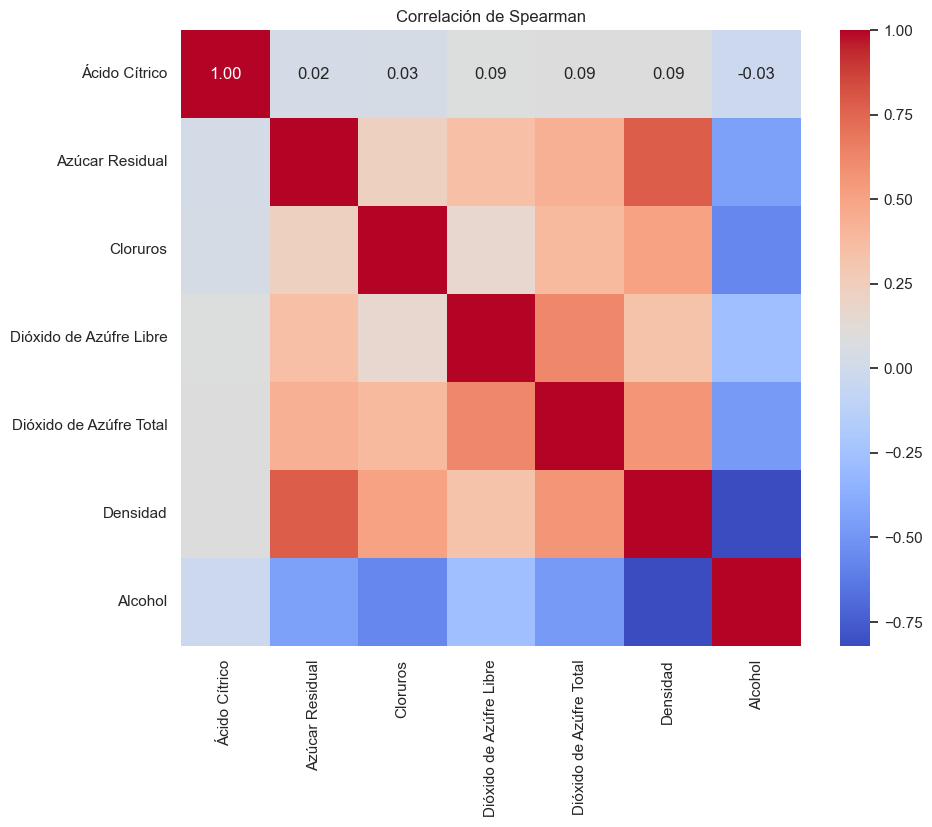 Correlación de Spearman
Ácido Cítrico
1.00 0.02 0.03 0.09 0.09 0.09 -0.03
Azúcar Residual
Cloruros
Dióxido de Azúfre Libre
Dióxido de Azúfre Total
Densidad
Alcohol
Ácido Cítrico
Azúcar Residual
Cloruros
Dióxido de Azúfre Libre
Dióxido de Azúfre Total
Densidad
Alcohol
1.00
0.75
0.50
0.25
0.00
−0.25
−0.50
−0.75